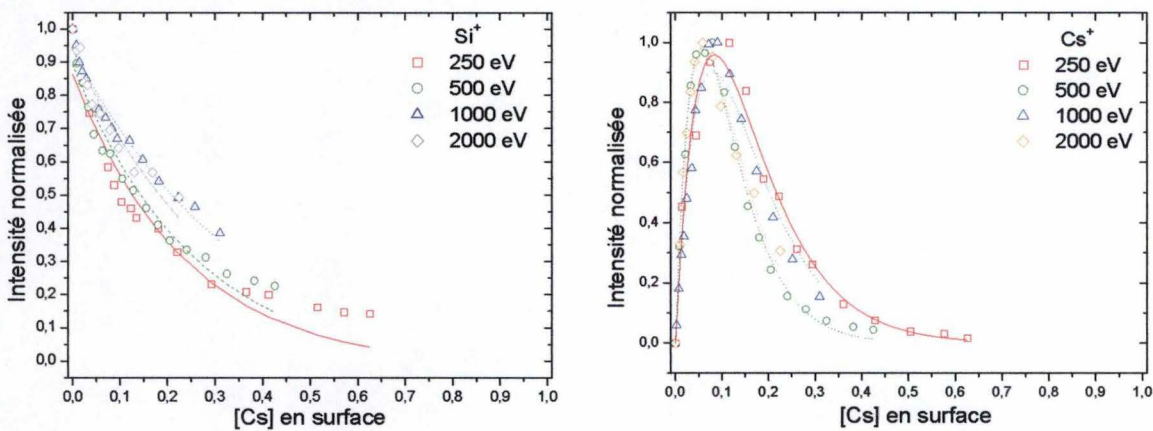 Si+
250 eV
500 eV
1000 eV
2000 eV
Intensité normalisée
1,0
0,9
0,8
0,7
0,6
0,5
0,4
0,3
0,2
0,1
0,0
0,0 0,1 0,2 0,3 0,4 0,5 0,6 0,7 0,8 0,9 1,0
[Cs] en surface
Cs+
250 eV
500 eV
1000 eV
2000 eV
Intensité normalisée
1,0
0,8
0,6
0,4
0,2
0,0
0,0 0,1 0,2 0,3 0,4 0,5 0,6 0,7 0,8 0,9 1,0
[Cs] en surface